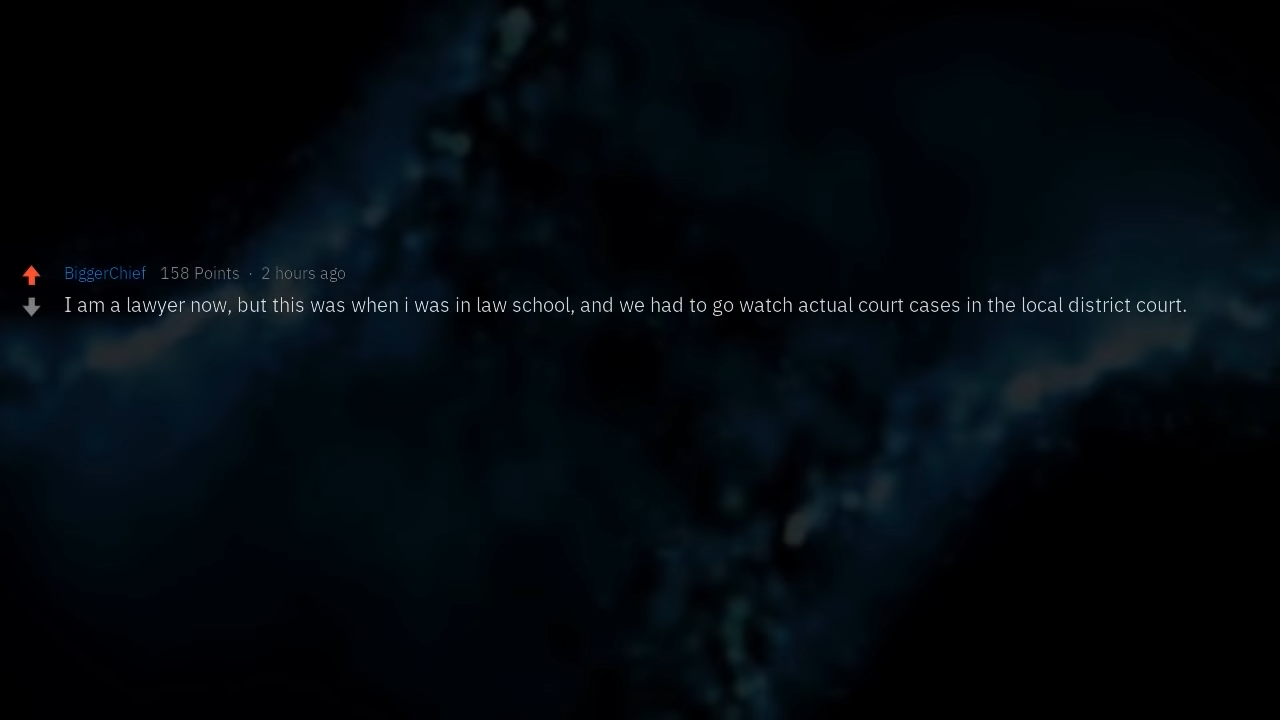 BiggerChief 158 Points · 2 hours ago
I am a lawyer now, but this was when i was in law school, and we had to go watch actual court cases in the local district court.